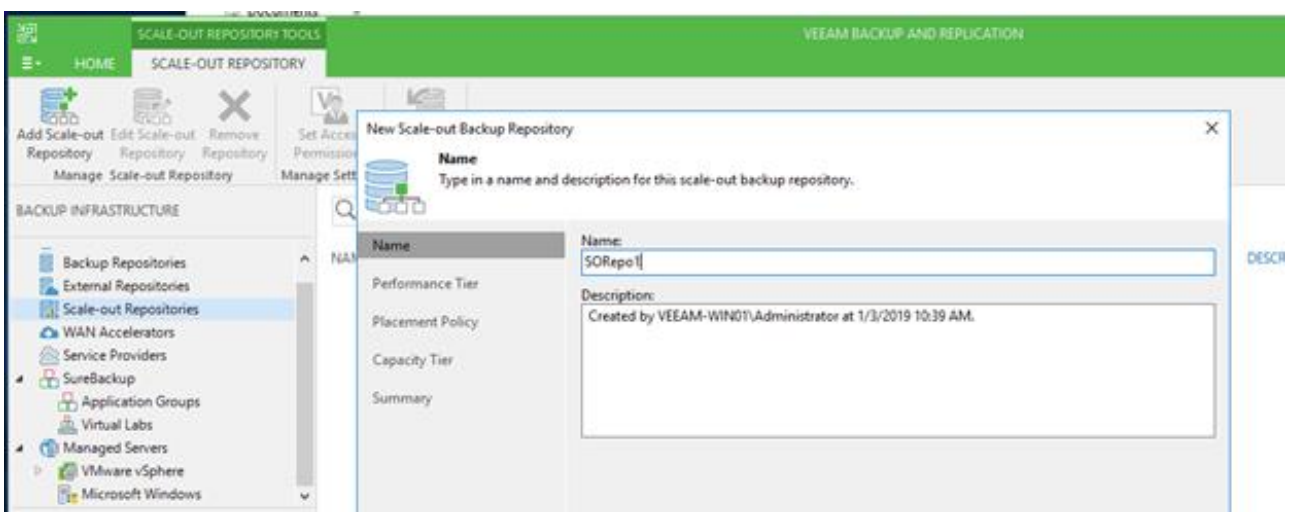 Documents
SCALE-OUT REPOSITORY TOOLS
VEEAM BACKUP AND REPLICATION
HOME
SCALE-OUT REPOSITORY
Add Scale-out Edit Scale-out Remove Set Access
Repository Repository Repository Permission
Manage Scale-out Repository Manage Sett
New Scale-out Backup Repository
Name
Type in a name and description for this scale-out backup repository.
BACKUP INFRASTRUCTURE
Backup Repositories
External Repositories
Scale-out Repositories
WAN Accelerators
Service Providers
SureBackup
Application Groups
Virtual Labs
Managed Servers
VMware vSphere
Microsoft Windows
NAM
Name
Performance Tier
Placement Policy
Capacity Tier
Summary
Name:
SORepo1
Description:
Created by VEEAM-WIN01\Administrator at 1/3/2019 10:39 AM.
DESCR